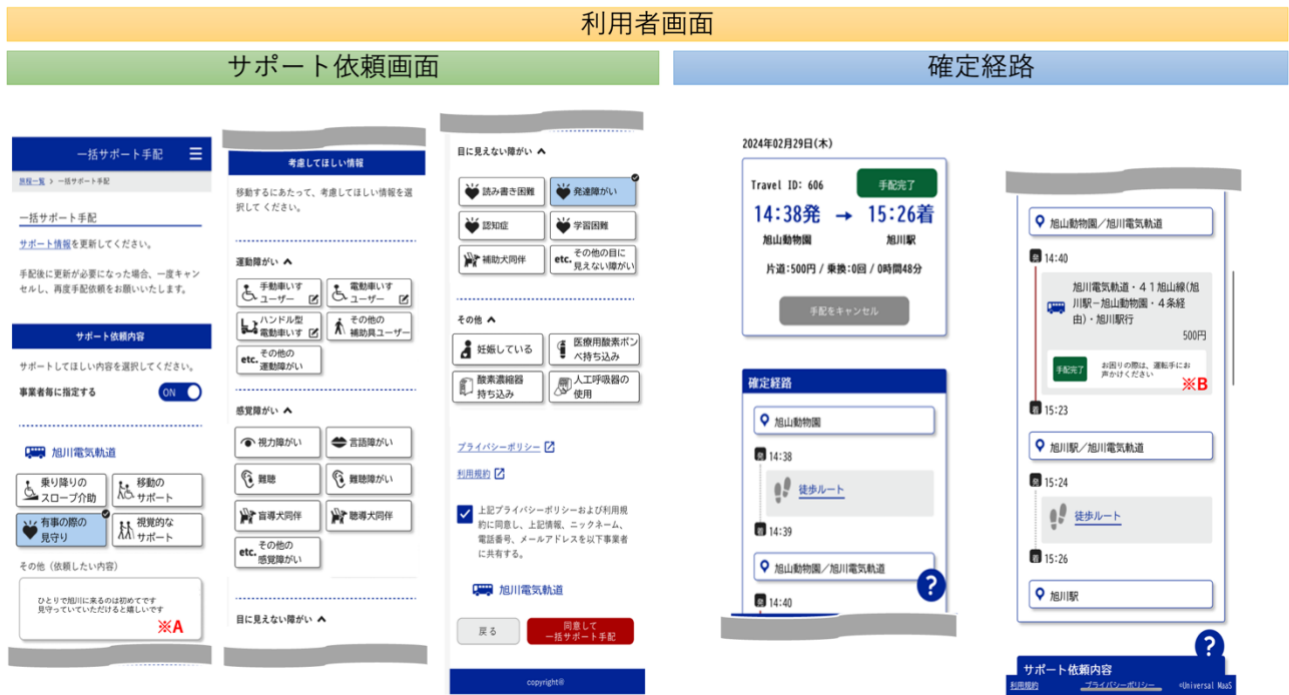 利用者画面
サポート依頼画面
確定経路
一括サポート手配
旅程一覧 > 一括サポート手配
一括サポート手配
サポート情報を更新してください。
手配後に更新が必要になった場合、一度キャン
セルし、再度手配依頼をお願いいたします。
サポート依頼内容
サポートしてほしい内容を選択してください。
事業者毎に指定する
ON
旭川電気軌道
乗り降りの
スロープ介助
移動の
サポート
有事の際の
見守り
視覚的な
サポート
その他（依頼したい内容）
ひとりで旭川に来るのは初めてです
見守っていていただけると嬉しいです
※A
考慮してほしい情報
移動するにあたって、考慮してほしい情報を選
択してください。
運動障がい
手動車いす
ユーザー
電動車いす
ユーザー
ハンドル型
電動車いす
その他の
補助具ユーザー
etc. その他の
運動障がい
感覚障がい
視力障がい
言語障がい
難聴
難聴障がい
盲導犬同伴
聴導犬同伴
etc. その他の
感覚障がい
目に見えない障がい
目に見えない障がい
読み書き困難
発達障がい
認知症
学習困難
補助犬同伴
etc. その他の目に
見えない障がい
その他
妊娠している
医療用酸素ボン
ベ持ち込み
酸素濃縮器
持ち込み
人工呼吸器の
使用
プライバシーポリシー
利用規約
上記プライバシーポリシーおよび利用規
約に同意し、上記情報、ニックネーム、
電話番号、メールアドレスを以下事業者
に共有する。
旭川電気軌道
戻る
同意して
一括サポート手配
copyright®
2024年02月29日(木)
Travel ID: 606
手配完了
14:38発 → 15:26着
旭山動物園
旭川駅
片道:500円 / 乗換:0回 / 0時間48分
手配をキャンセル
確定経路
旭山動物園
発 14:38
徒歩ルート
着 14:39
旭山動物園／旭川電気軌道
発 14:40
?
旭山動物園／旭川電気軌道
発 14:40
旭川電気軌道・４１旭山線(旭
川駅－旭山動物園・４条経
由)・旭川駅行
500円
手配完了
お困りの際は、運転手にお
声かけください
※B
着 15:23
旭川駅／旭川電気軌道
発 15:24
徒歩ルート
着 15:26
旭川駅
?
サポート依頼内容
利用規約
プライバシーポリシー
©Universal MaaS